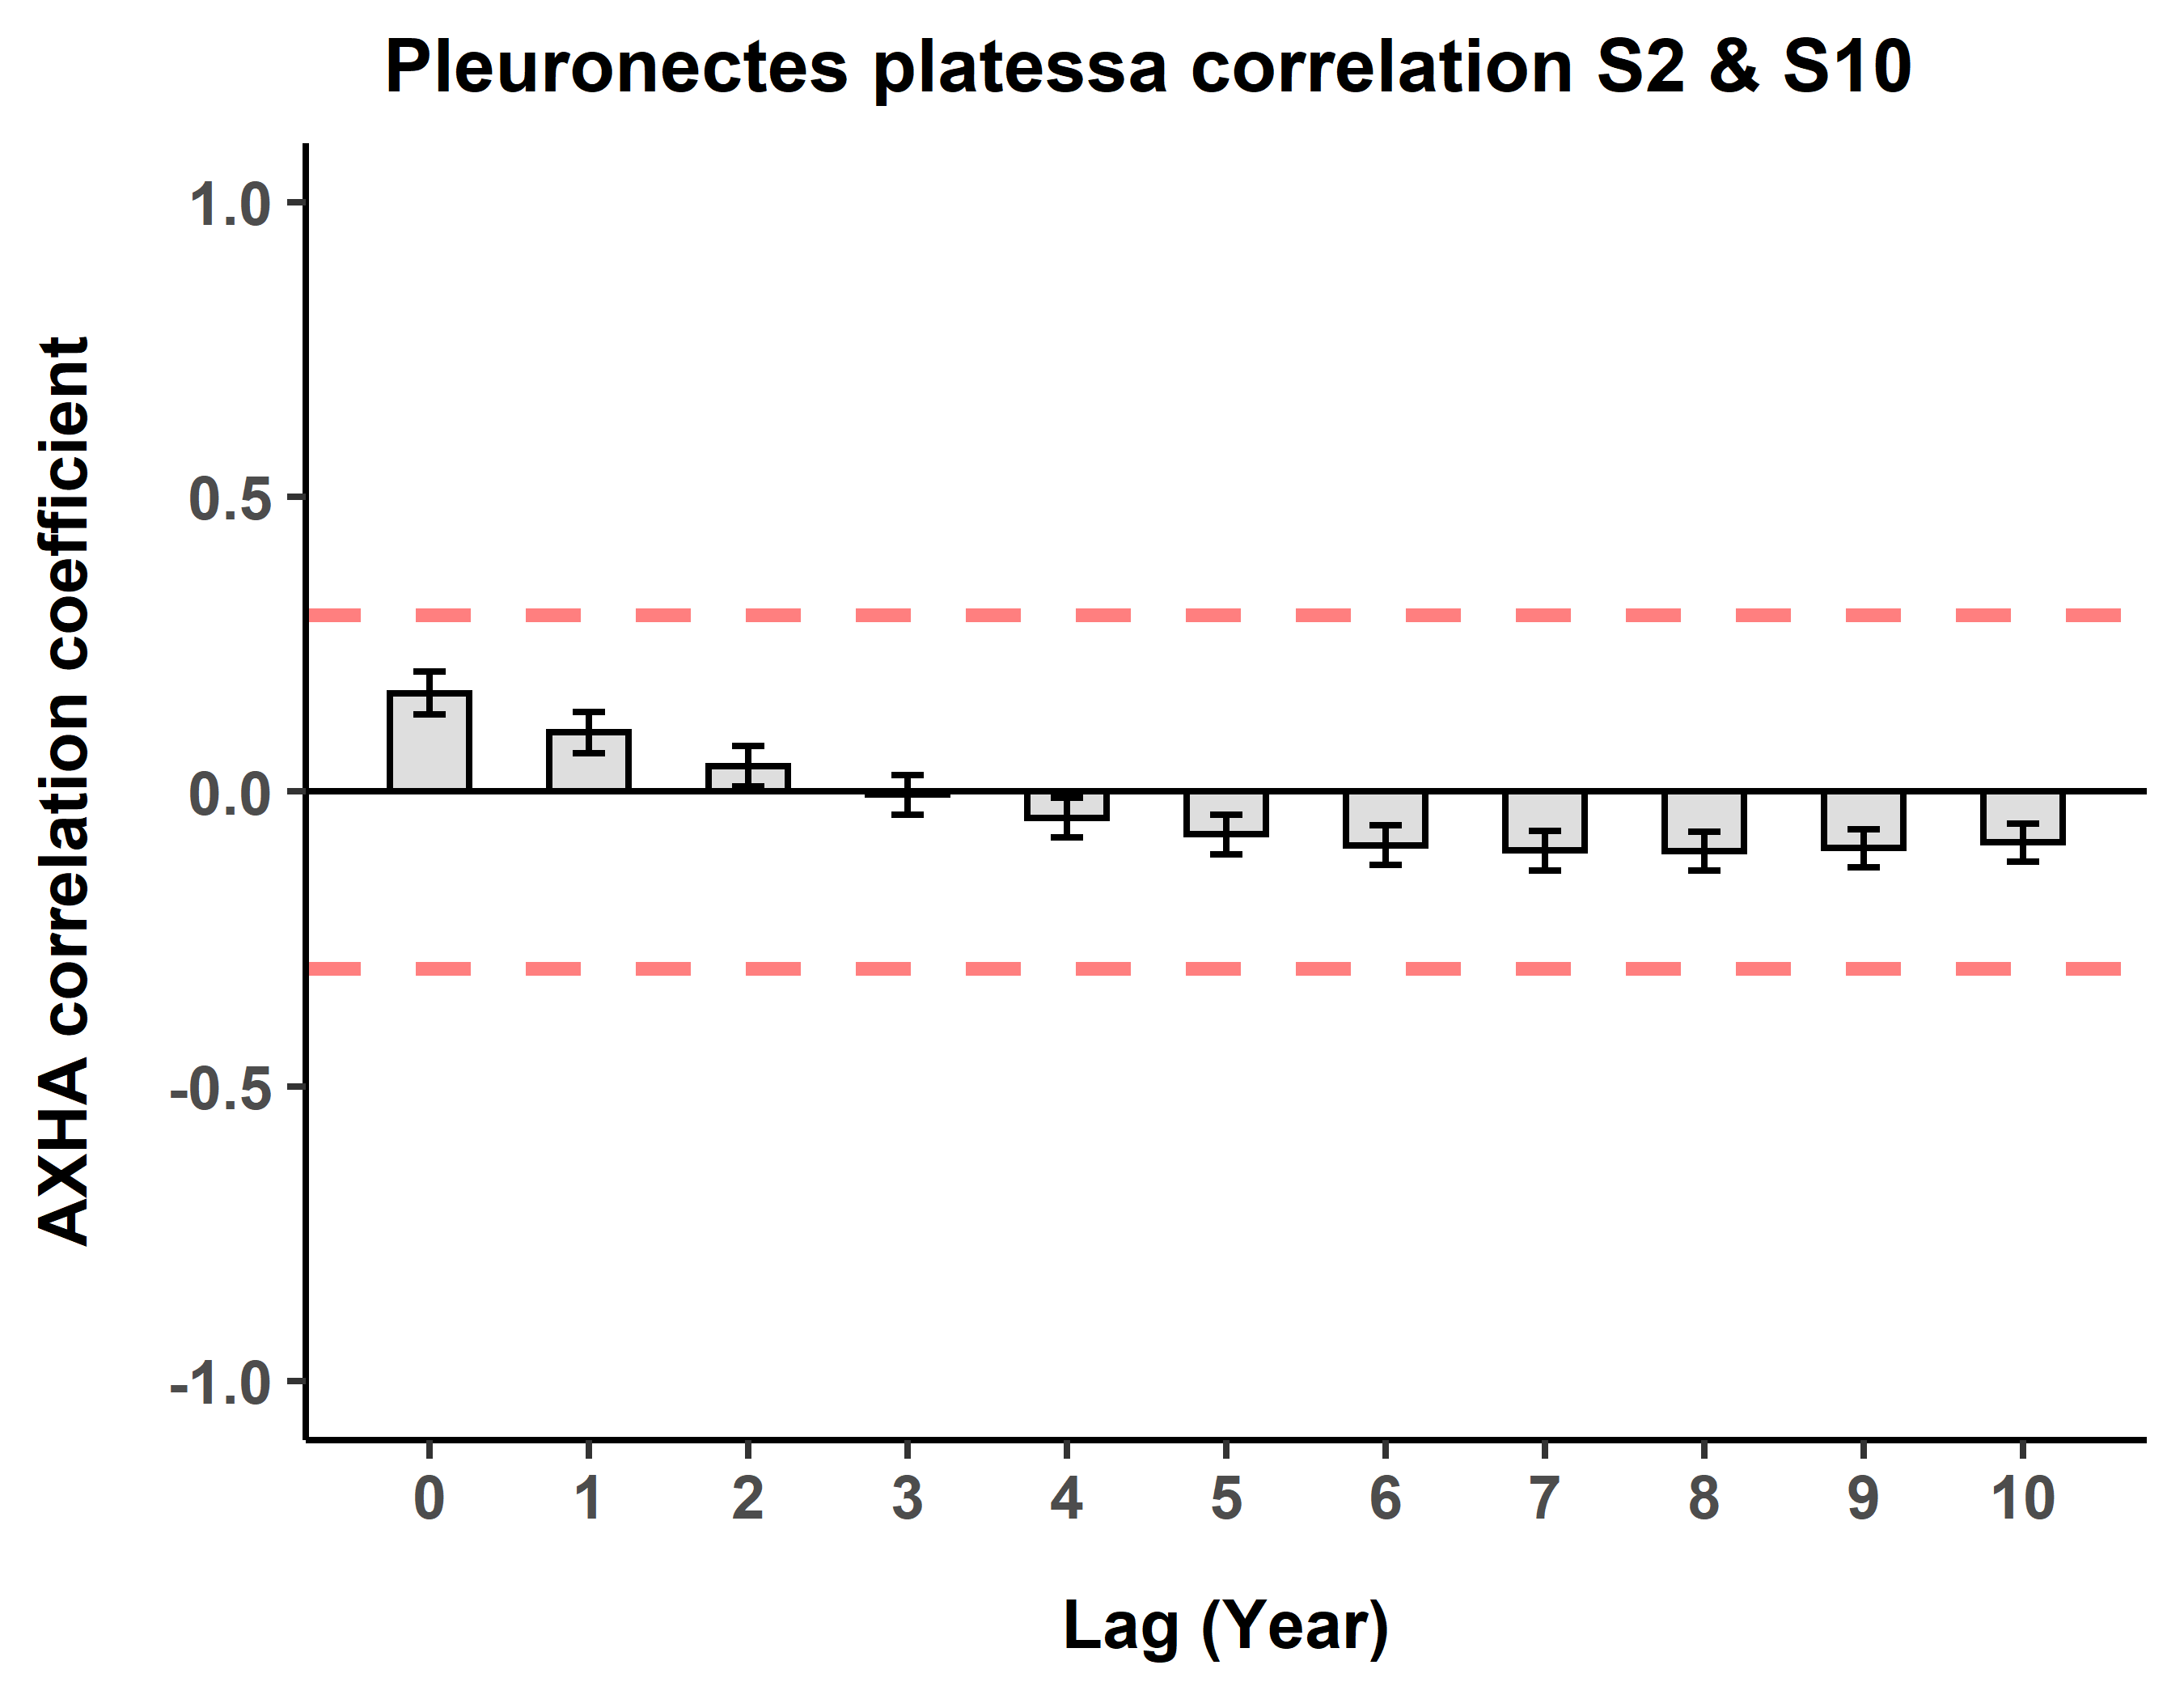 Pleuronectes platessa correlation S2 & S10
AXHA correlation coefficient
1.0
0.5
0.0
-0.5
-1.0
0 1 2 3 4 5 6 7 8 9 10
Lag (Year)